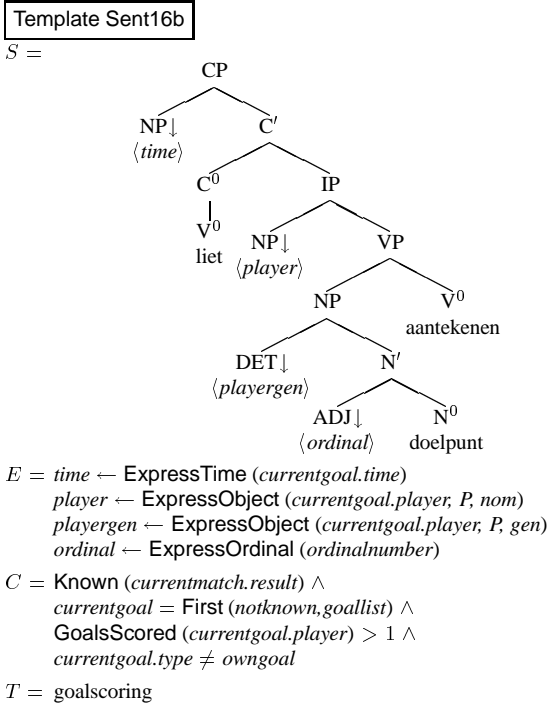 Template Sent16b
S =
CP
NP↓ C′
⟨time⟩
C⁰ IP
V⁰ NP↓ VP
liet ⟨player⟩
NP V⁰
aantekenen
DET↓ N′
⟨playergen⟩
ADJ↓ N⁰
⟨ordinal⟩ doelpunt
E = time ← ExpressTime (currentgoal.time)
player ← ExpressObject (currentgoal.player, P, nom)
playergen ← ExpressObject (currentgoal.player, P, gen)
ordinal ← ExpressOrdinal (ordinalnumber)
C = Known (currentmatch.result) ∧
currentgoal = First (notknown,goallist) ∧
GoalsScored (currentgoal.player) > 1 ∧
currentgoal.type ≠ owngoal
T = goalscoring